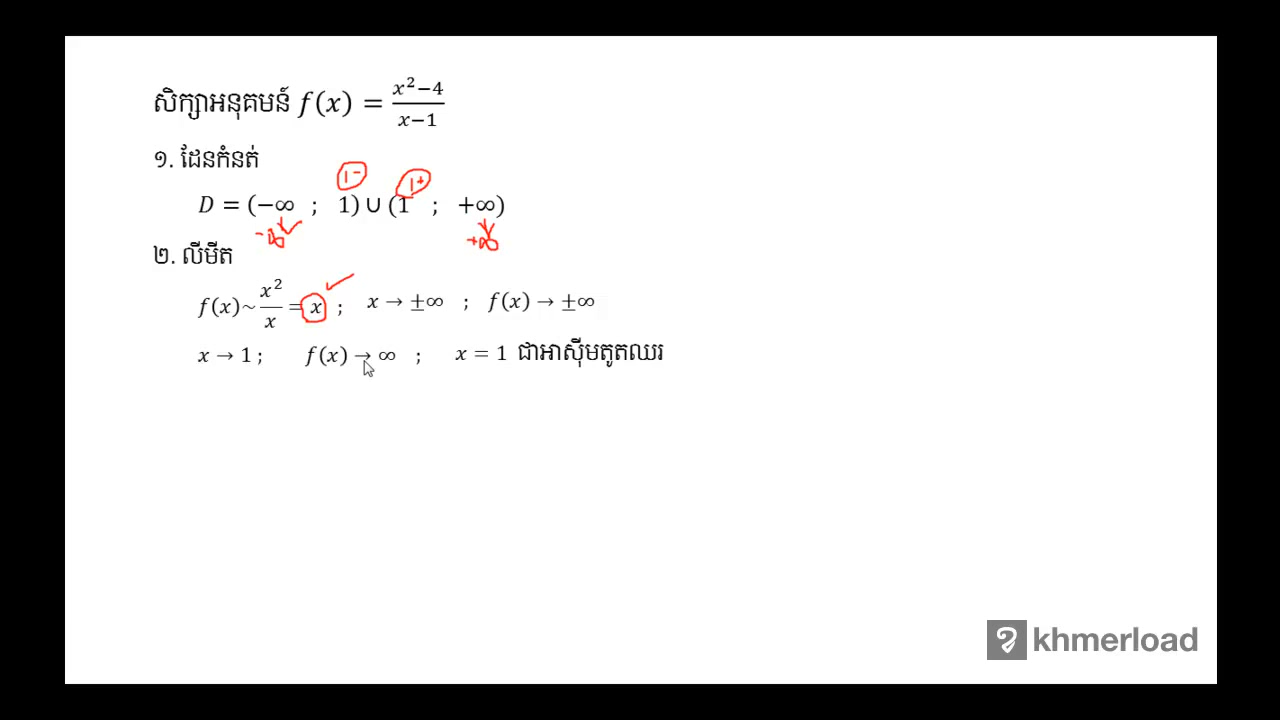 សិក្សាអនុគមន៍ f(x) = (x²−4)/(x−1)
១. ដែនកំនត់
1− 1+
D = (−∞ ; 1) ∪ (1 ; +∞)
−∞ +∞
២. លីមីត
f(x)~x²/x = x ; x → ±∞ ; f(x) → ±∞
x → 1 ; f(x) → ∞ ; x = 1 ជាអាស៊ីមតូតឈរ
khmerload